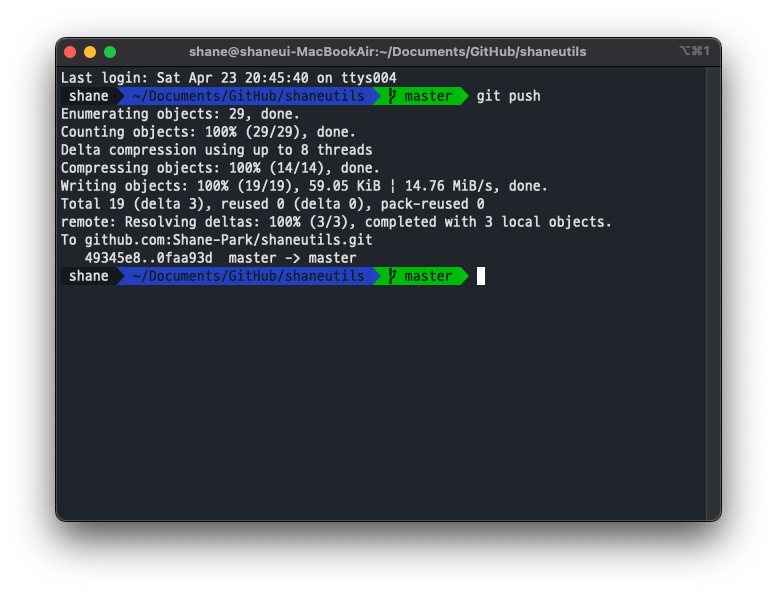 shane@shaneui-MacBookAir:~/Documents/GitHub/shaneutils ⌥⌘1
Last login: Sat Apr 23 20:45:40 on ttys004
shane ~/Documents/GitHub/shaneutils master git push
Enumerating objects: 29, done.
Counting objects: 100% (29/29), done.
Delta compression using up to 8 threads
Compressing objects: 100% (14/14), done.
Writing objects: 100% (19/19), 59.05 KiB ¦ 14.76 MiB/s, done.
Total 19 (delta 3), reused 0 (delta 0), pack-reused 0
remote: Resolving deltas: 100% (3/3), completed with 3 local objects.
To github.com:Shane-Park/shaneutils.git
49345e8..0faa93d  master -> master
shane ~/Documents/GitHub/shaneutils master